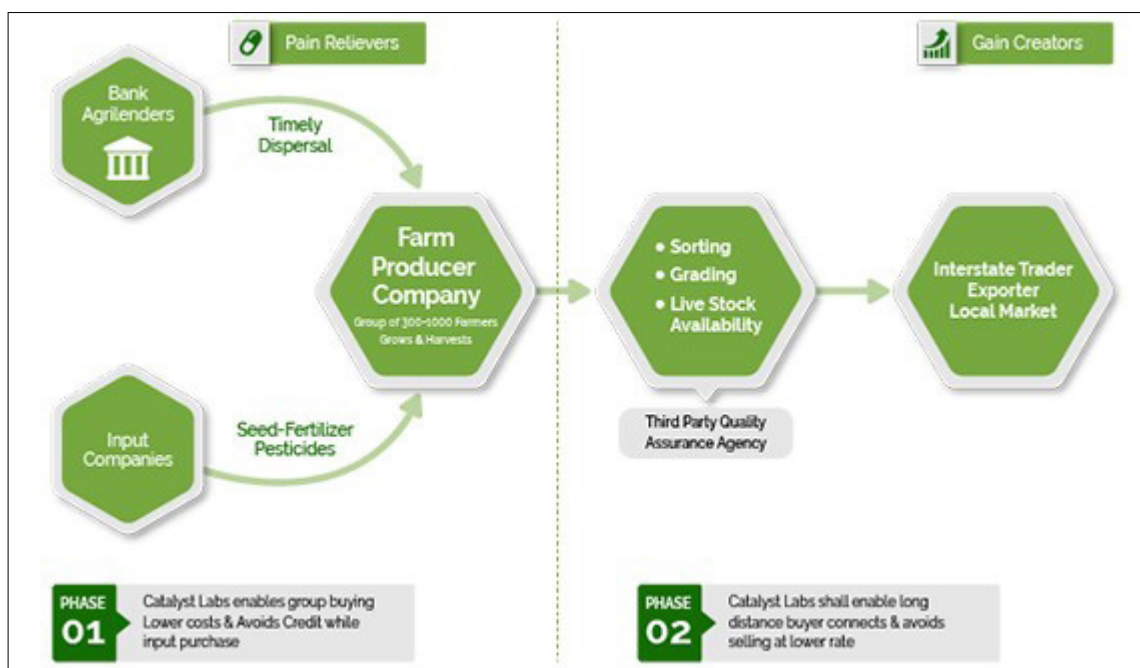 Pain Relievers
Gain Creators
Bank
Agrilenders
Timely
Dispersal
Farm
Producer
Company
Group of 300-1000 Farmers
Grows & Harvests
Input
Companies
Seed-Fertilizer
Pesticides
• Sorting
• Grading
• Live Stock
Availability
Third Party Quality
Assurance Agency
Interstate Trader
Exporter
Local Market
PHASE
01
Catalyst Labs enables group buying
Lower costs & Avoids Credit while
input purchase
PHASE
02
Catalyst Labs shall enable long
distance buyer connects & avoids
selling at lower rate